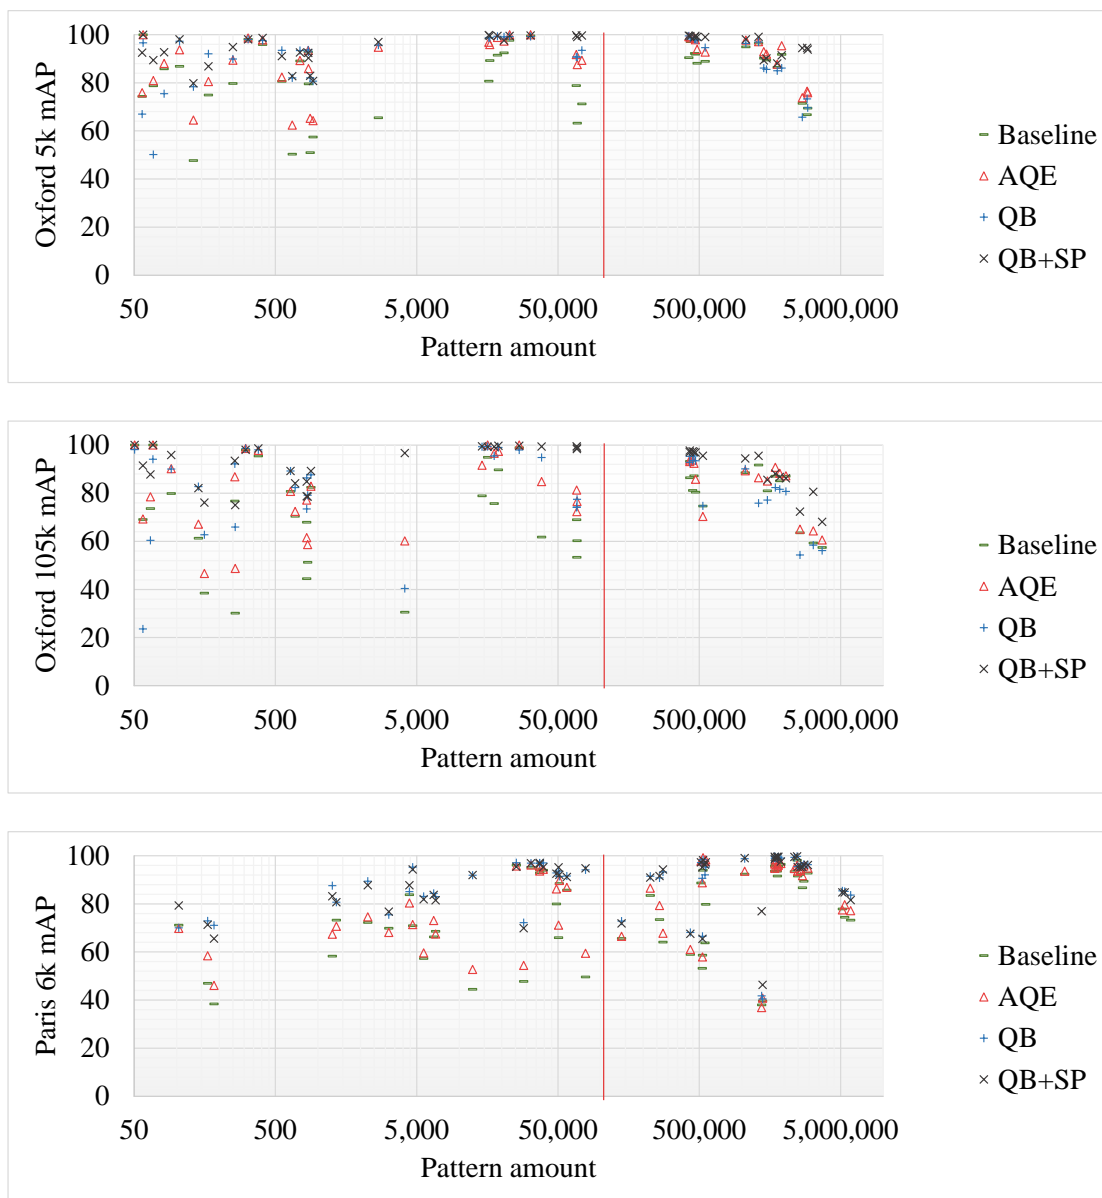 100
80
60
40
20
0
Oxford 5k mAP
50
500
5,000
50,000
500,000
5,000,000
Pattern amount
Baseline
AQE
QB
QB+SP
100
80
60
40
20
0
Oxford 105k mAP
50
500
5,000
50,000
500,000
5,000,000
Pattern amount
Baseline
AQE
QB
QB+SP
100
80
60
40
20
0
Paris 6k mAP
50
500
5,000
50,000
500,000
5,000,000
Pattern amount
Baseline
AQE
QB
QB+SP